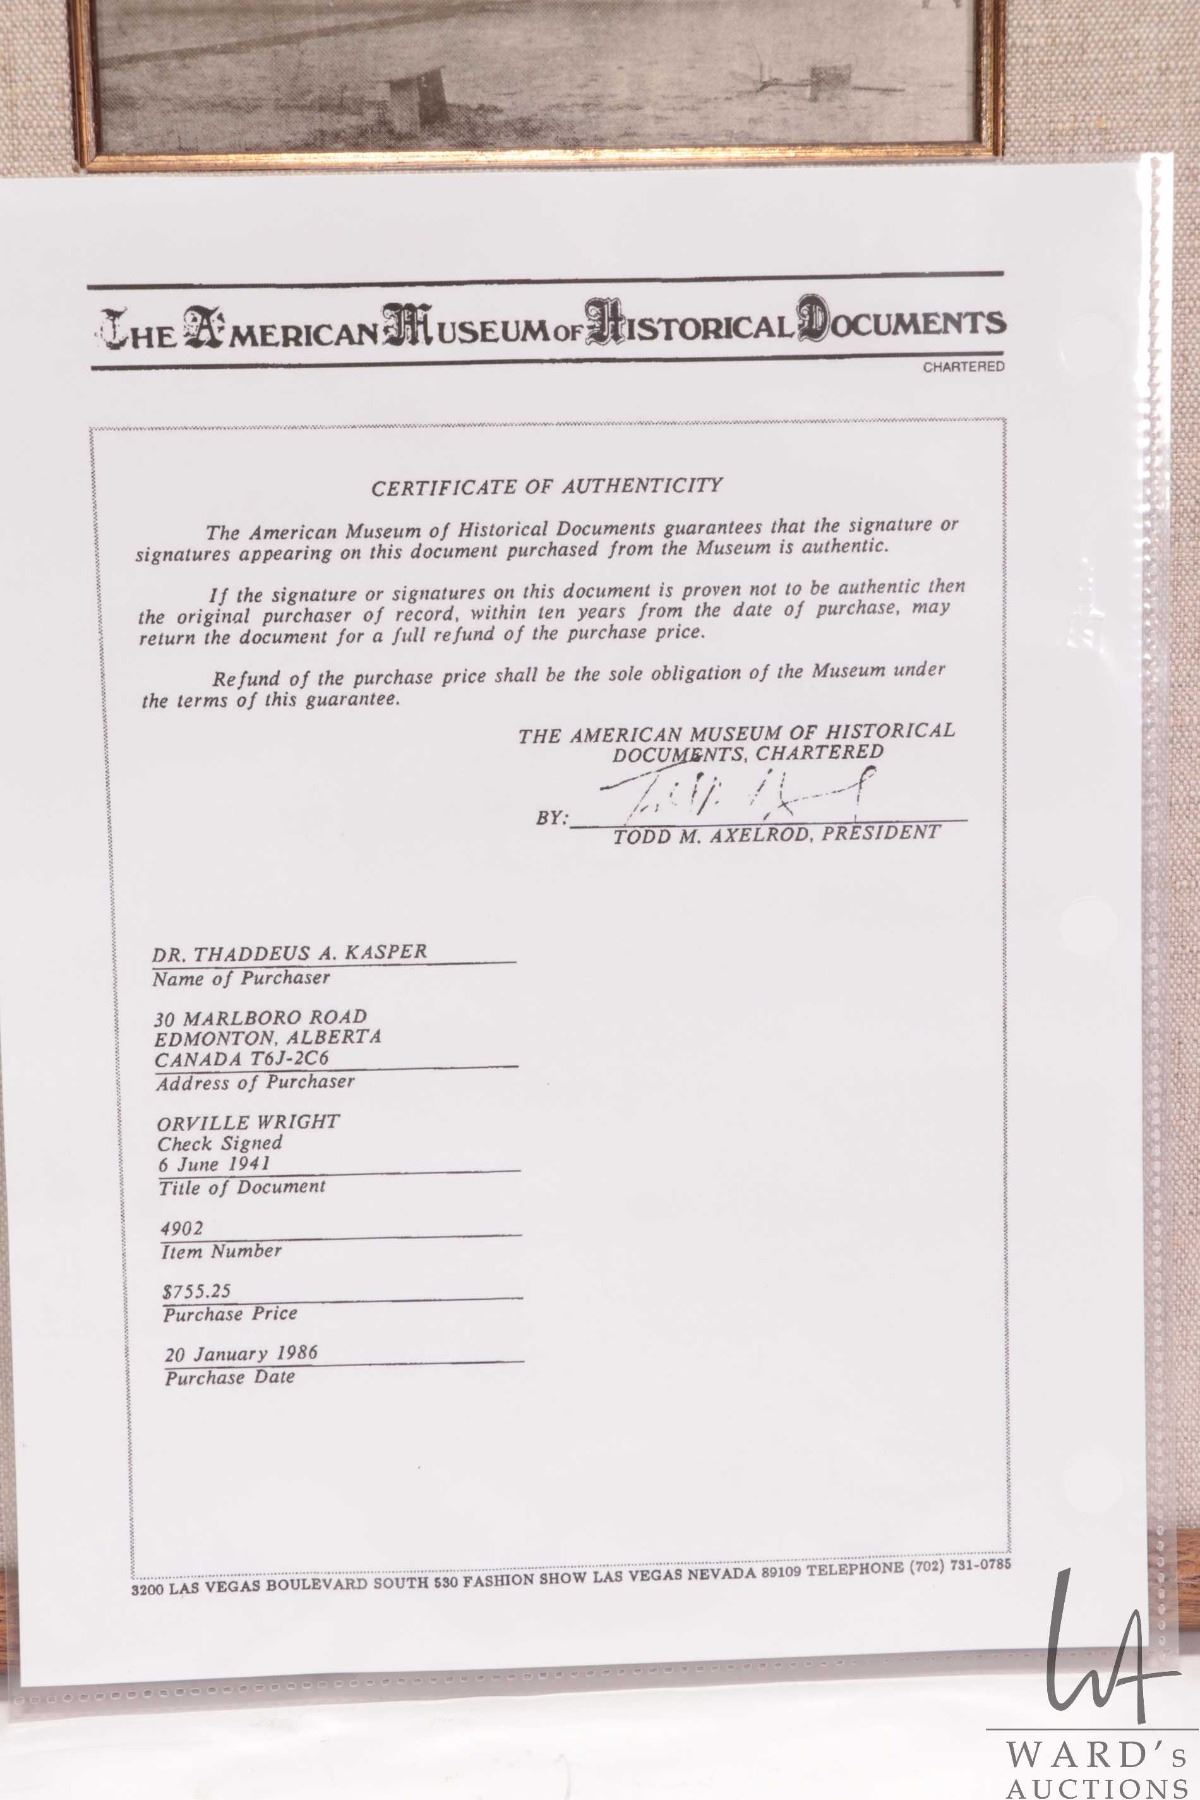 THE AMERICAN MUSEUM OF HISTORICAL DOCUMENTS
CHARTERED
CERTIFICATE OF AUTHENTICITY
The American Museum of Historical Documents guarantees that the signature or
signatures appearing on this document purchased from the Museum is authentic.
If the signature or signatures on this document is proven not to be authentic then
the original purchaser of record, within ten years from the date of purchase, may
return the document for a full refund of the purchase price.
Refund of the purchase price shall be the sole obligation of the Museum under
the terms of this guarantee.
THE AMERICAN MUSEUM OF HISTORICAL
DOCUMENTS, CHARTERED
BY:
TODD M. AXELROD, PRESIDENT
DR. THADDEUS A. KASPER
Name of Purchaser
30 MARLBORO ROAD
EDMONTON, ALBERTA
CANADA T6J-2C6
Address of Purchaser
ORVILLE WRIGHT
Check Signed
6 June 1941
Title of Document
4902
Item Number
$755.25
Purchase Price
20 January 1986
Purchase Date
3200 LAS VEGAS BOULEVARD SOUTH 530 FASHION SHOW LAS VEGAS NEVADA 89109 TELEPHONE (702) 731-0785
WA
WARD's
AUCTIONS